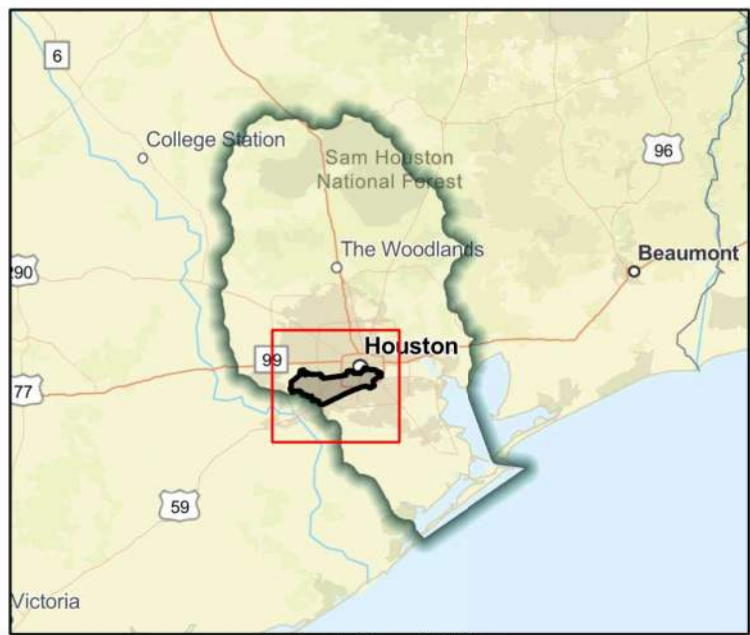 6
College Station
Sam Houston
National Forest
96
The Woodlands
Beaumont
290
Houston
99
77
59
Victoria